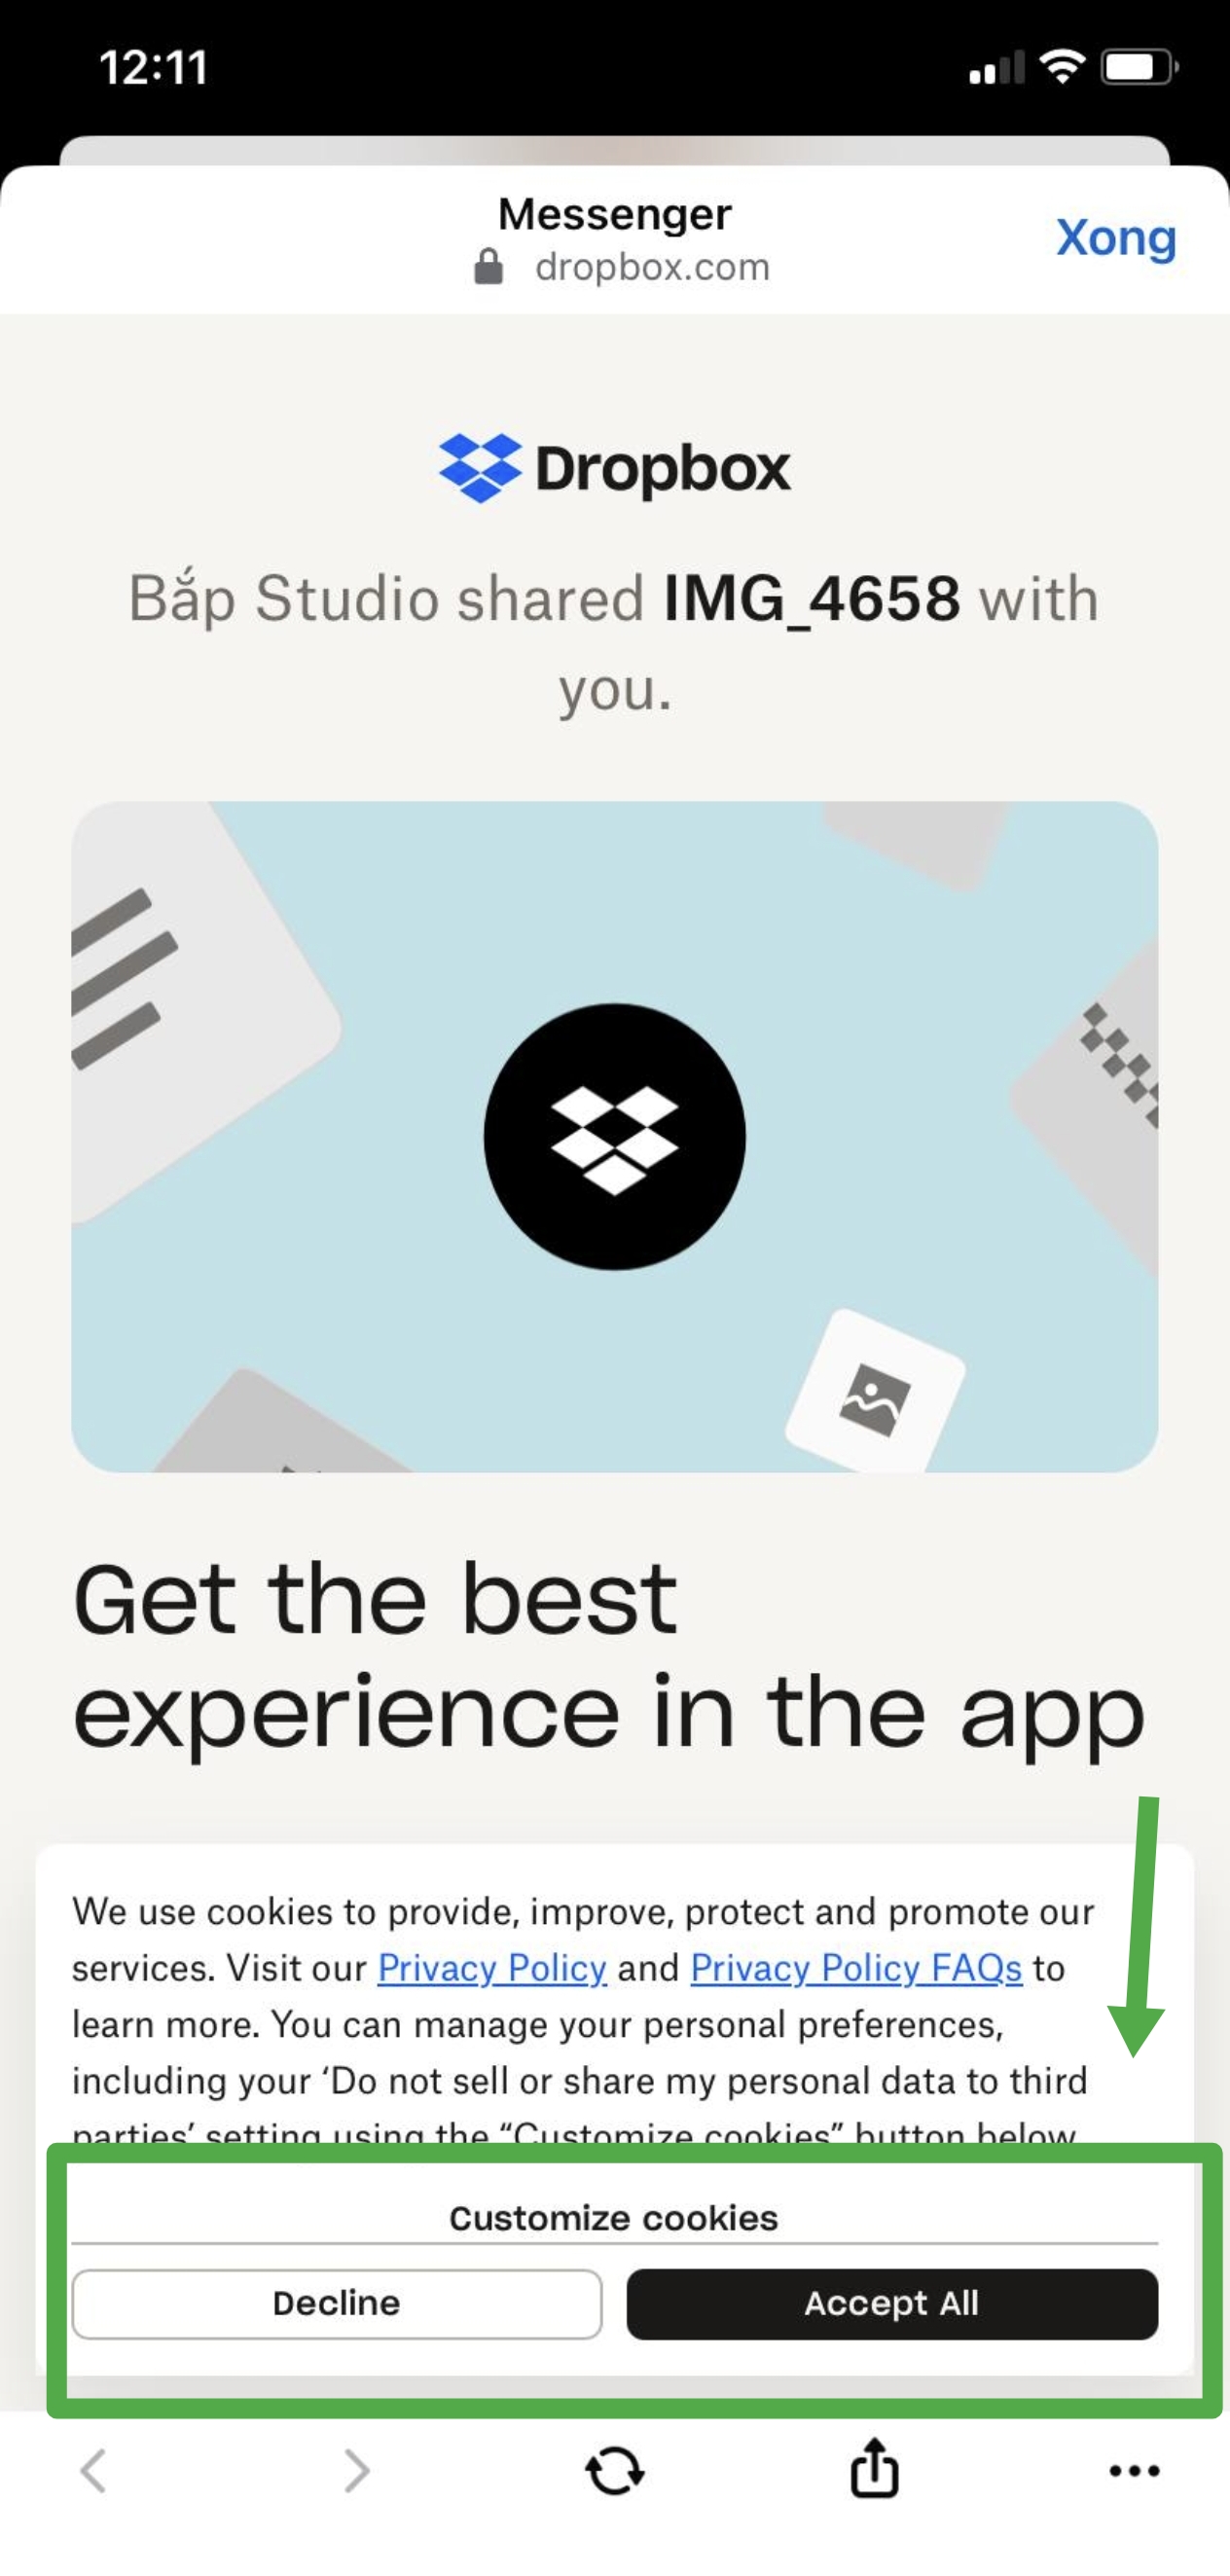 12:11
Messenger
dropbox.com
Xong
Dropbox
Bắp Studio shared IMG_4658 with
you.
Get the best
experience in the app
We use cookies to provide, improve, protect and promote our
services. Visit our Privacy Policy and Privacy Policy FAQs to
learn more. You can manage your personal preferences,
including your ‘Do not sell or share my personal data to third
parties’ setting using the “Customize cookies” button below
Customize cookies
Decline
Accept All